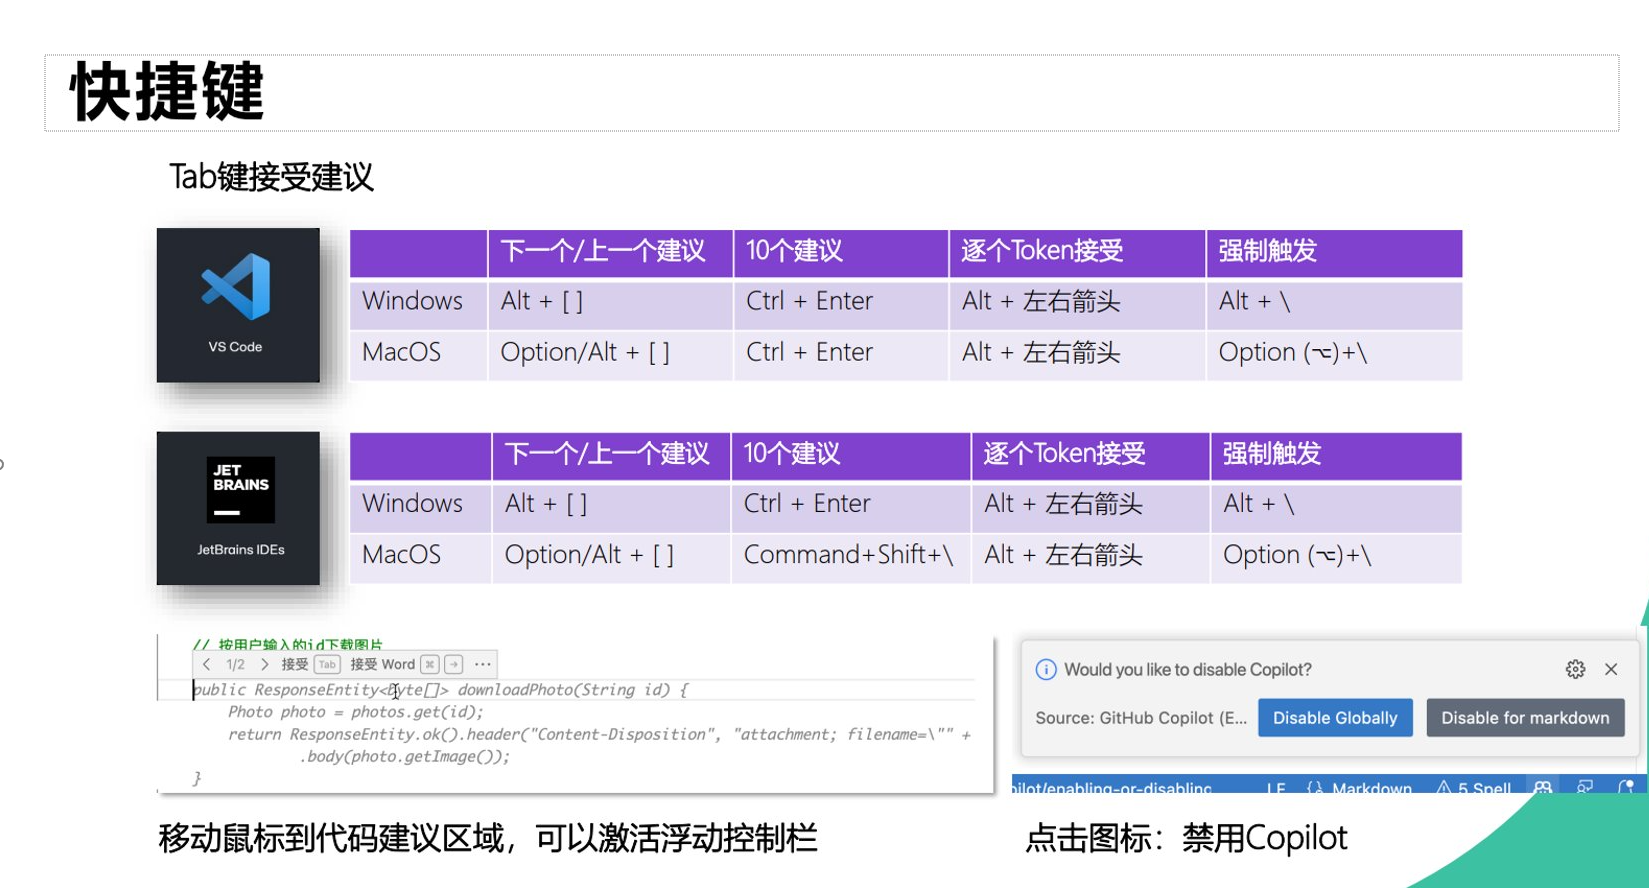 快捷键
Tab键接受建议
VS Code
下一个/上一个建议 10个建议 逐个Token接受 强制触发
Windows Alt + [ ] Ctrl + Enter Alt + 左右箭头 Alt + \
MacOS Option/Alt + [ ] Ctrl + Enter Alt + 左右箭头 Option (⌥)+\
JET
BRAINS
JetBrains IDEs
下一个/上一个建议 10个建议 逐个Token接受 强制触发
Windows Alt + [ ] Ctrl + Enter Alt + 左右箭头 Alt + \
MacOS Option/Alt + [ ] Command+Shift+\ Alt + 左右箭头 Option (⌥)+\
// 按用户输入的id下载图片
< 1/2 > 接受 Tab 接受 Word ⌘ → ···
public ResponseEntity<byte[]> downloadPhoto(String id) {
Photo photo = photos.get(id);
return ResponseEntity.ok().header("Content-Disposition", "attachment; filename=\"" +
.body(photo.getImage());
}
Would you like to disable Copilot?
Source: GitHub Copilot (E... Disable Globally Disable for markdown
pilot/enabling-or-disabling LF {} Markdown 5 Spell
移动鼠标到代码建议区域，可以激活浮动控制栏
点击图标：禁用Copilot